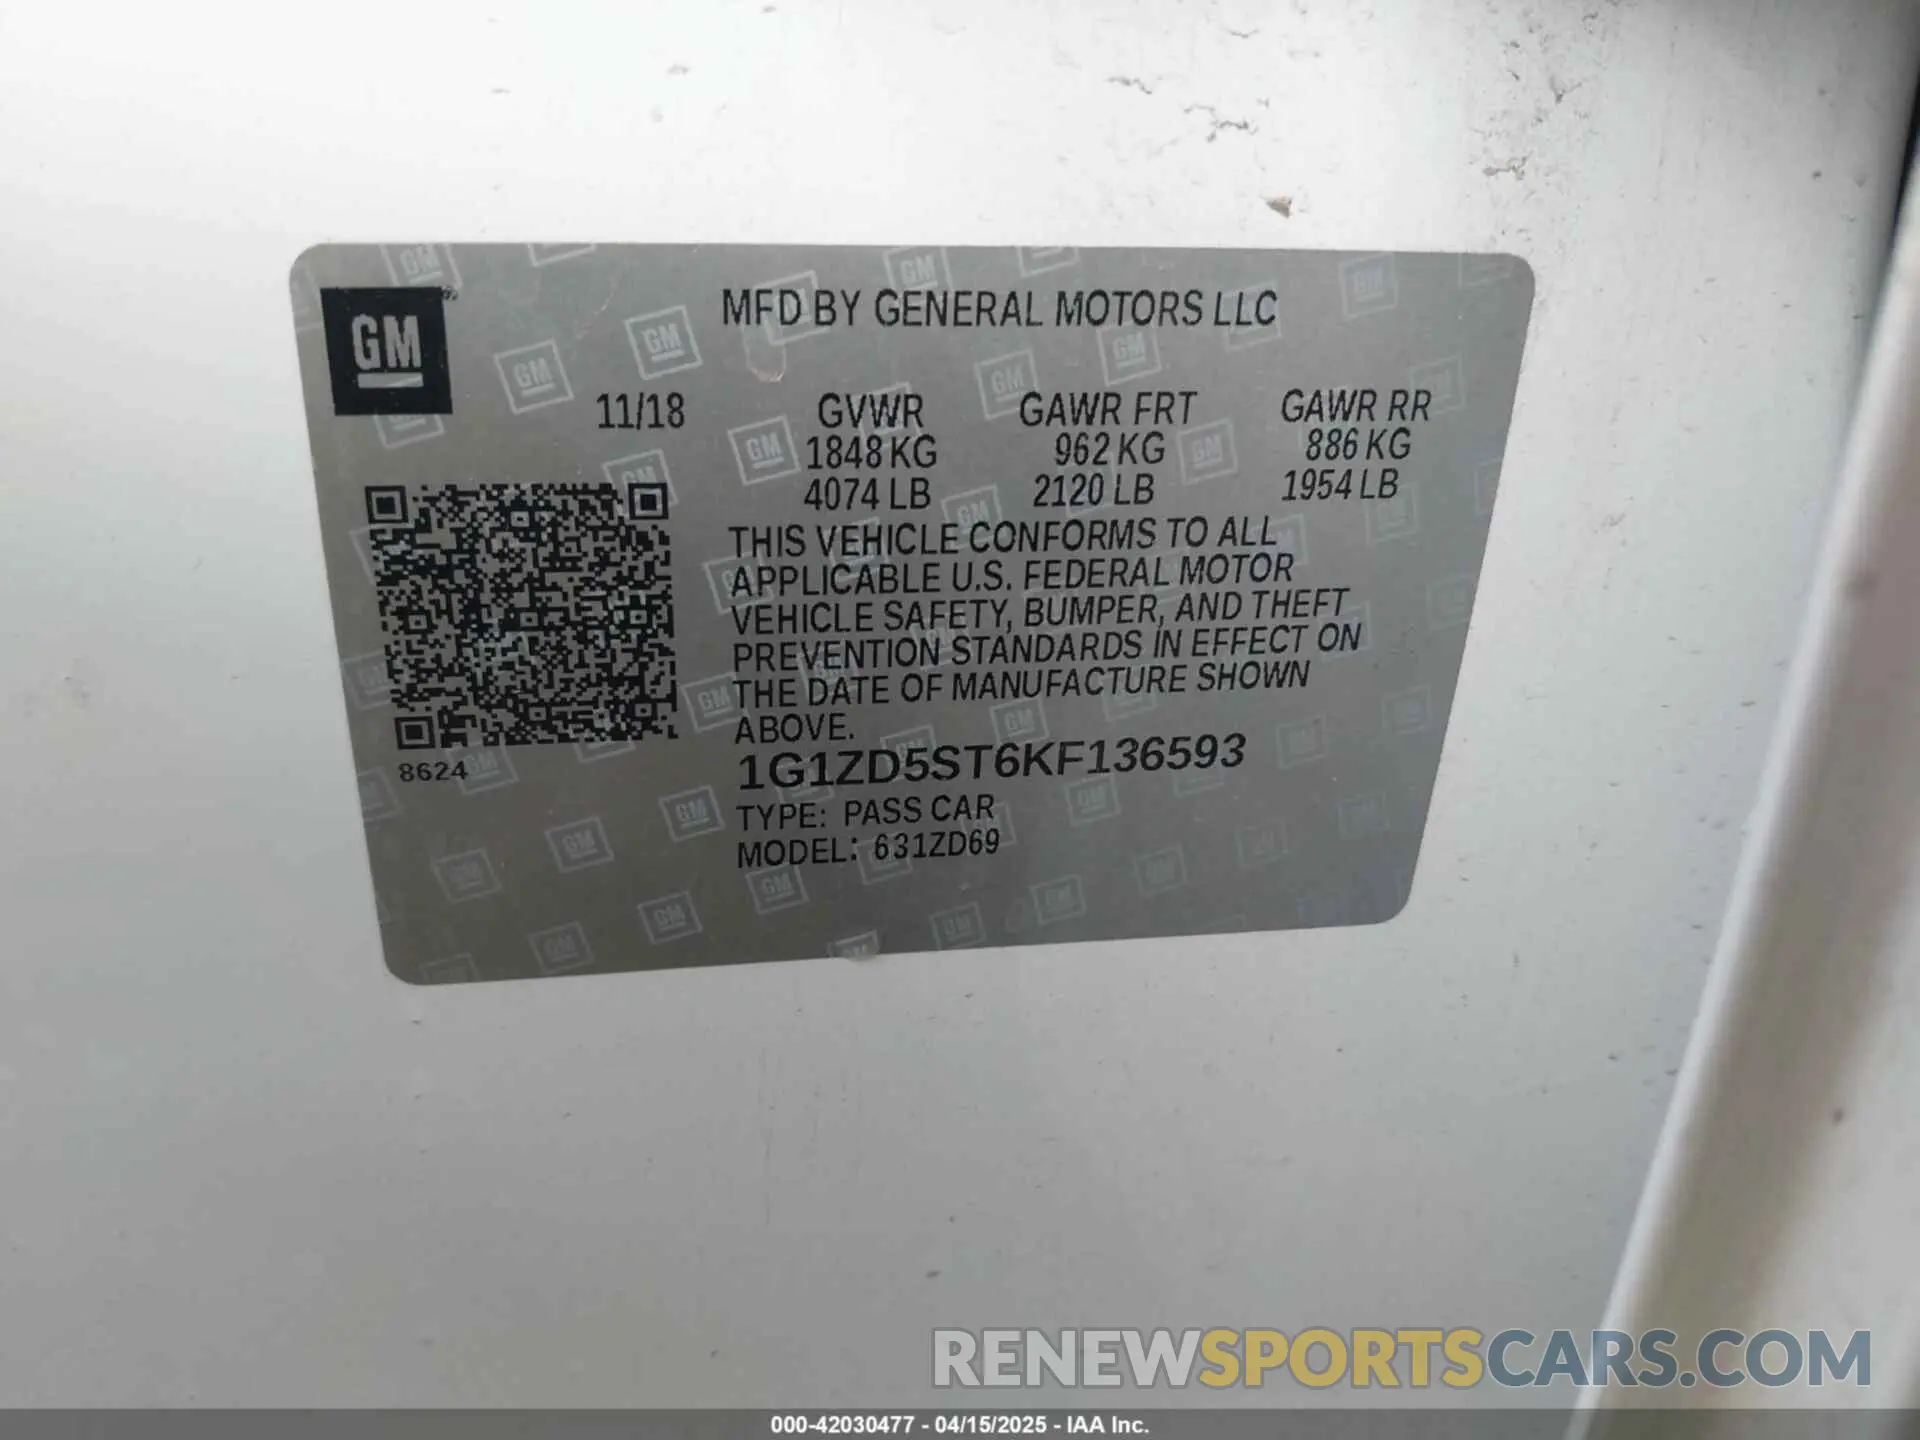 MFD BY GENERAL MOTORS LLC
GM
11/18 GVWR GAWR FRT GAWR RR
1848 KG 962 KG 886 KG
4074 LB 2120 LB 1954 LB
THIS VEHICLE CONFORMS TO ALL
APPLICABLE U.S. FEDERAL MOTOR
VEHICLE SAFETY, BUMPER, AND THEFT
PREVENTION STANDARDS IN EFFECT ON
THE DATE OF MANUFACTURE SHOWN
ABOVE.
8624
1G1ZD5ST6KF136593
TYPE: PASS CAR
MODEL: 631ZD69
RENEWSPORTSCARS.COM
000-42030477 - 04/15/2025 - IAA Inc.